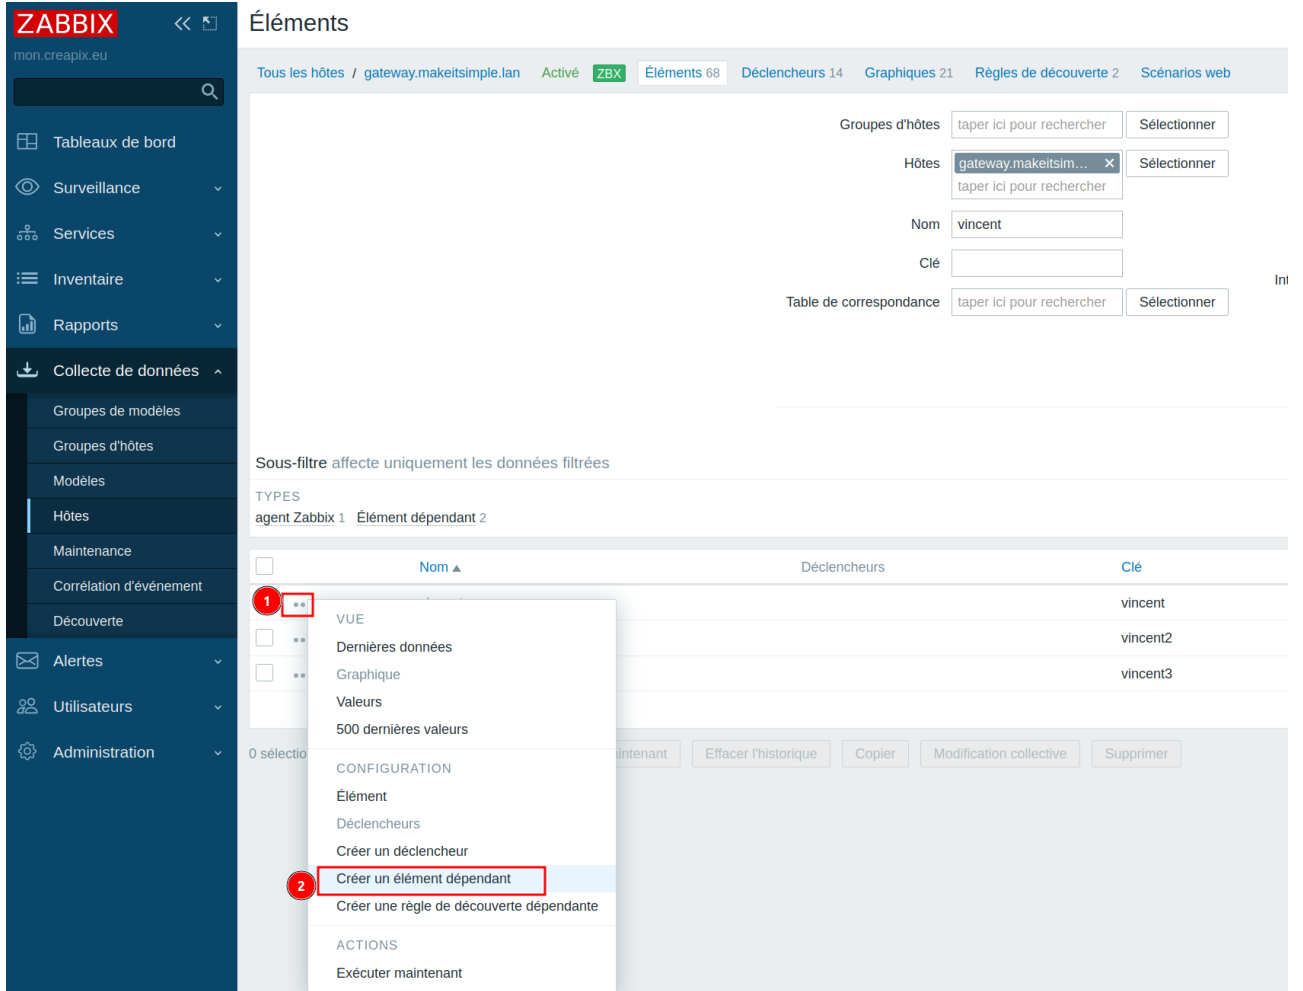 ZABBIX
Éléments
mon.creapix.eu
Tous les hôtes / gateway.makeitsimple.lan Activé ZBX Éléments 68 Déclencheurs 14 Graphiques 21 Règles de découverte 2 Scénarios web
Groupes d'hôtes taper ici pour rechercher Sélectionner
Hôtes gateway.makeitsim... Sélectionner
taper ici pour rechercher
Nom vincent
Clé
Int
Table de correspondance taper ici pour rechercher Sélectionner
Tableaux de bord
Surveillance
Services
Inventaire
Rapports
Collecte de données
Groupes de modèles
Groupes d'hôtes
Modèles
Hôtes
Maintenance
Corrélation d'événement
Découverte
Alertes
Utilisateurs
Administration
Sous-filtre affecte uniquement les données filtrées
TYPES
agent Zabbix 1 Élément dépendant 2
Nom Déclencheurs Clé
1
vincent
vincent2
vincent3
0 sélectio
intenant Effacer l'historique Copier Modification collective Supprimer
VUE
Dernières données
Graphique
Valeurs
500 dernières valeurs
CONFIGURATION
Élément
Déclencheurs
Créer un déclencheur
2 Créer un élément dépendant
Créer une règle de découverte dépendante
ACTIONS
Exécuter maintenant